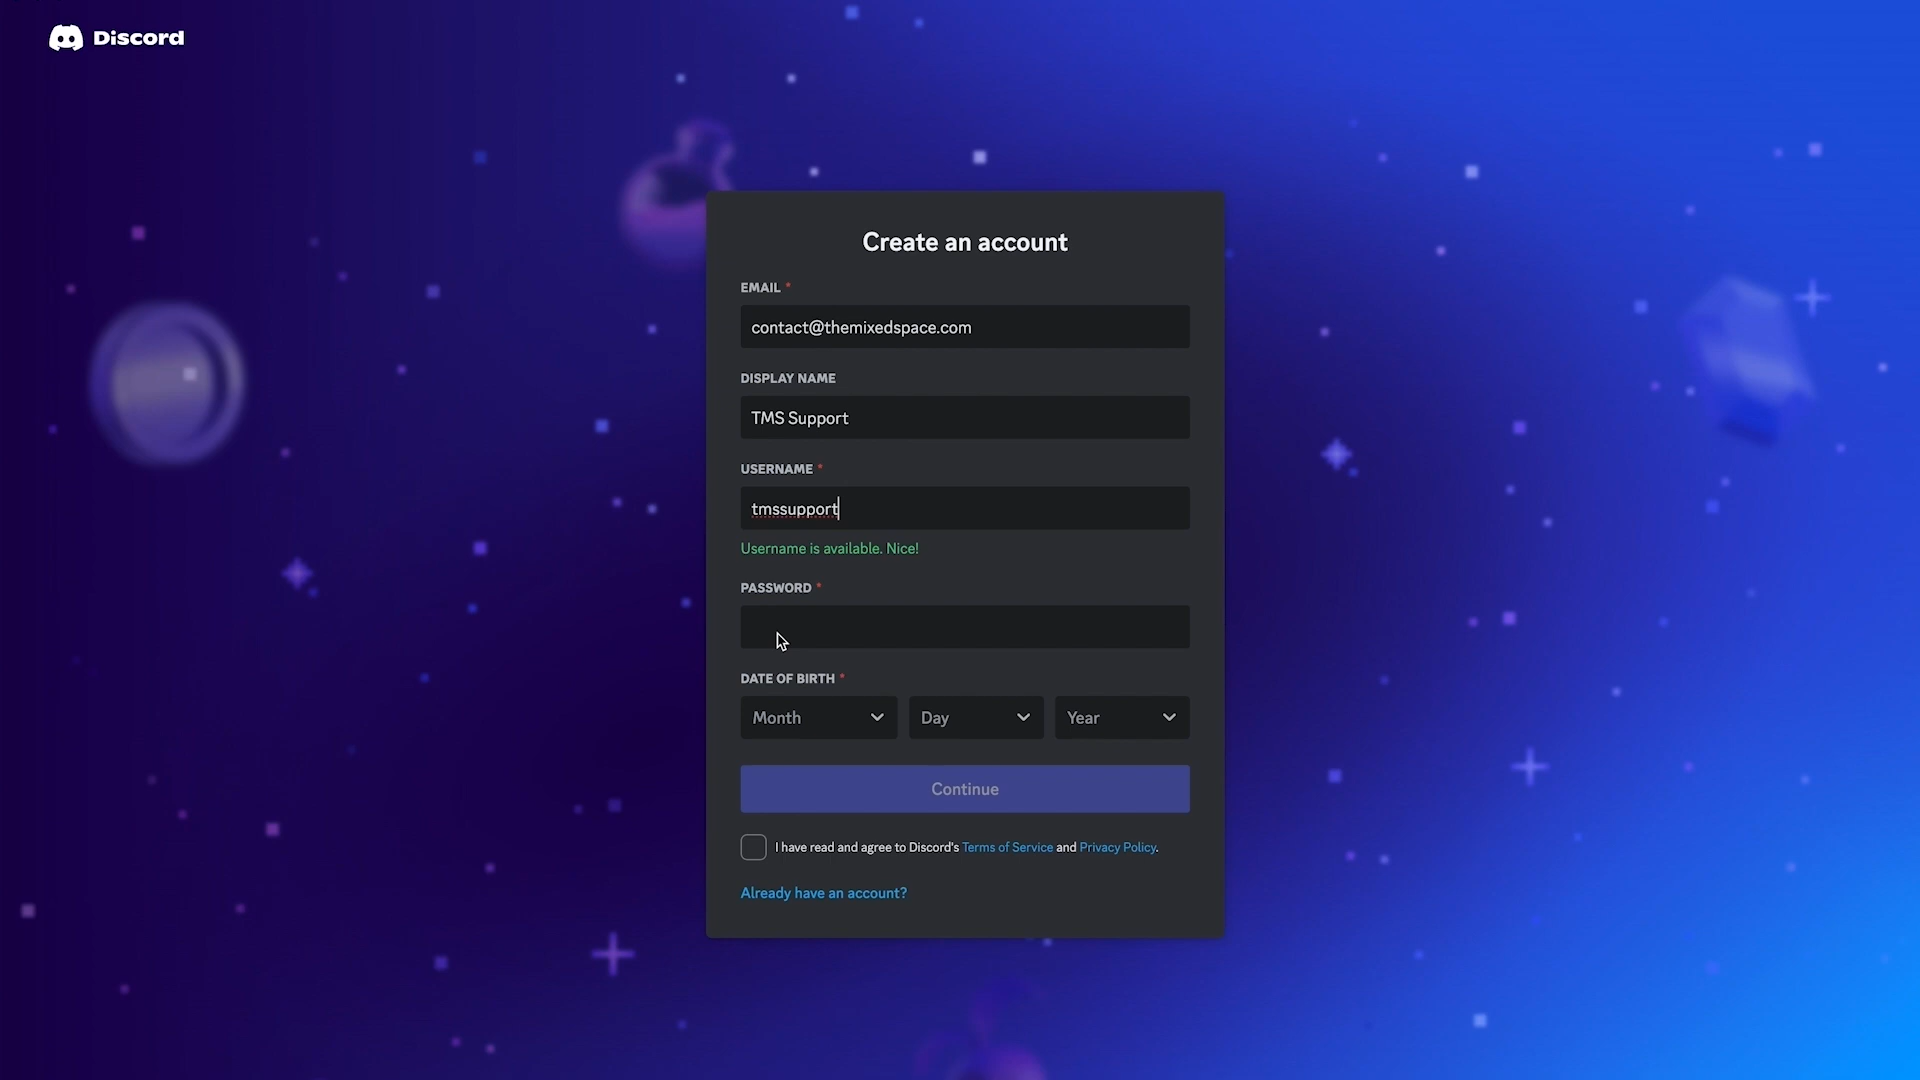 Discord
Create an account
EMAIL *
contact@themixedspace.com
DISPLAY NAME
TMS Support
USERNAME *
tmssupport
Username is available. Nice!
PASSWORD *
DATE OF BIRTH *
Month Day Year
Continue
I have read and agree to Discord's Terms of Service and Privacy Policy.
Already have an account?